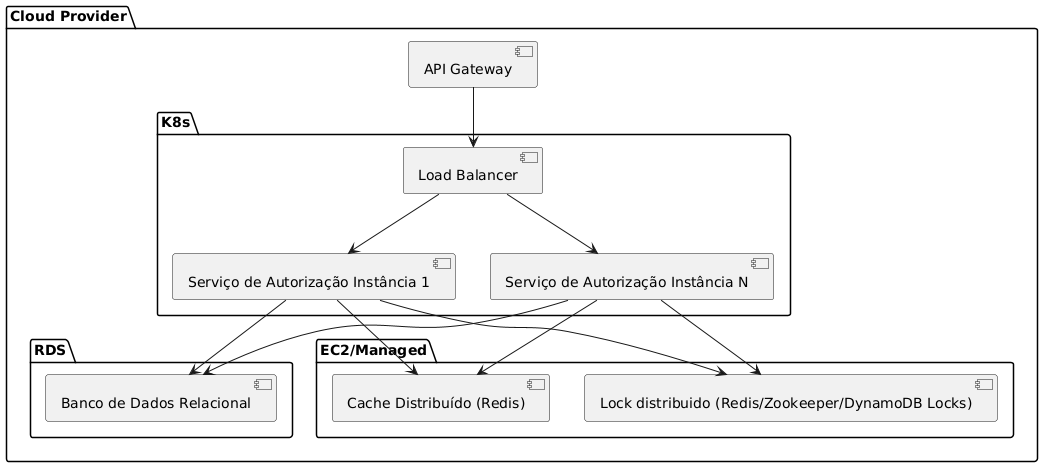 Cloud Provider
API Gateway
K8s
Load Balancer
Serviço de Autorização Instância 1
Serviço de Autorização Instância N
RDS
EC2/Managed
Banco de Dados Relacional
Cache Distribuído (Redis)
Lock distribuido (Redis/Zookeeper/DynamoDB Locks)